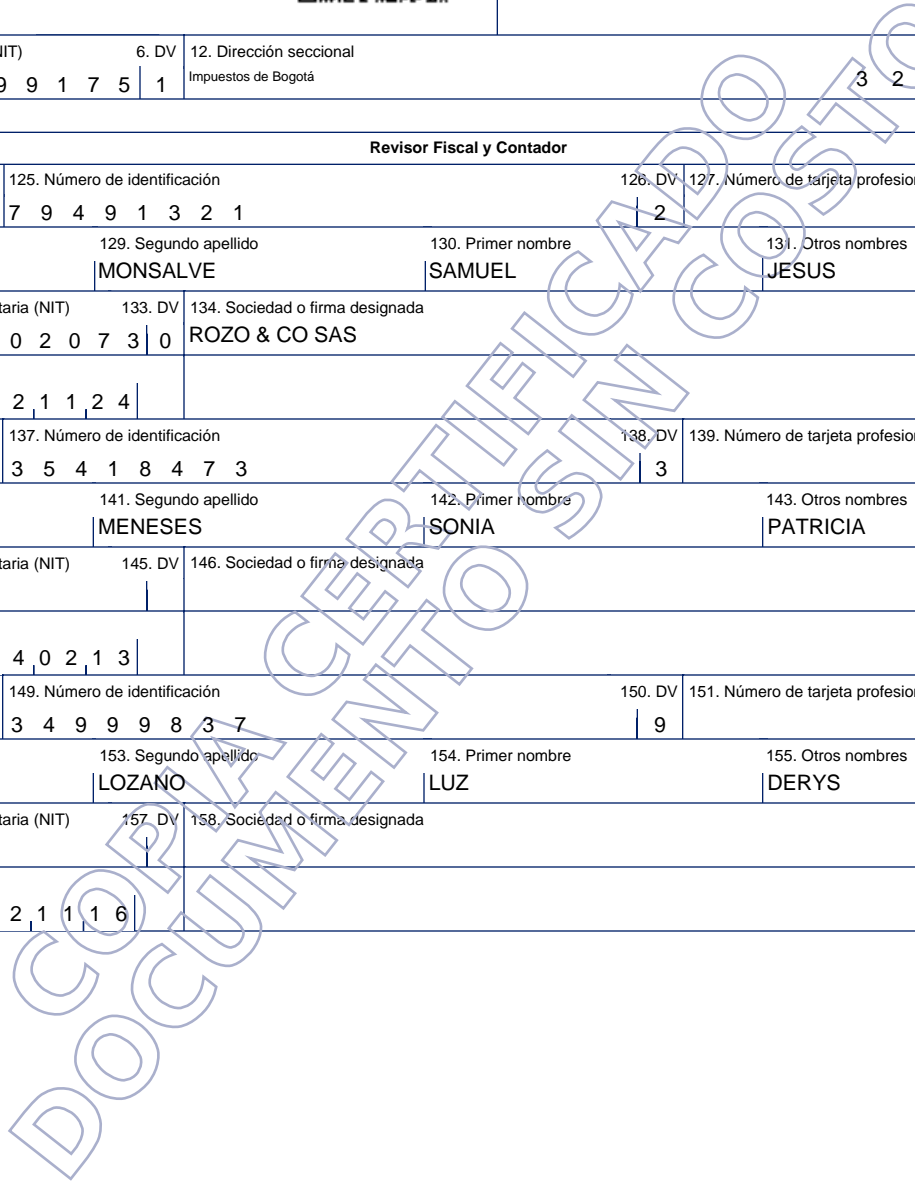 IT) 6. DV 12. Dirección seccional
9 9 1 7 5 1 Impuestos de Bogotá 3 2
Revisor Fiscal y Contador
125. Número de identificación 126. DV 127. Número de tarjeta profesion
7 9 4 9 1 3 2 1 2
129. Segundo apellido 130. Primer nombre 131. Otros nombres
MONSALVE SAMUEL JESUS
taria (NIT) 133. DV 134. Sociedad o firma designada
0 2 0 7 3 0 ROZO & CO SAS
2 1 1 2 4
137. Número de identificación 138. DV 139. Número de tarjeta profesion
3 5 4 1 8 4 7 3 3
141. Segundo apellido 142. Primer nombre 143. Otros nombres
MENESES SONIA PATRICIA
taria (NIT) 145. DV 146. Sociedad o firma designada
4 0 2 1 3
149. Número de identificación 150. DV 151. Número de tarjeta profesion
3 4 9 9 9 8 3 7 9
153. Segundo apellido 154. Primer nombre 155. Otros nombres
LOZANO LUZ DERYS
taria (NIT) 157. DV 158. Sociedad o firma designada
2 1 1 1 6
COPIA CERTIFICADO
DOCUMENTO SIN COSTO